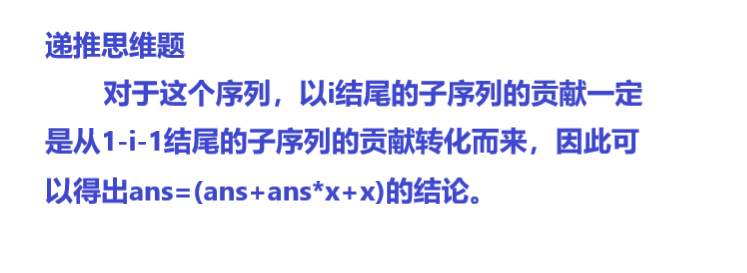 递推思维题
对于这个序列，以i结尾的子序列的贡献一定
是从1-i-1结尾的子序列的贡献转化而来，因此可
以得出ans=(ans+ans*x+x)的结论。